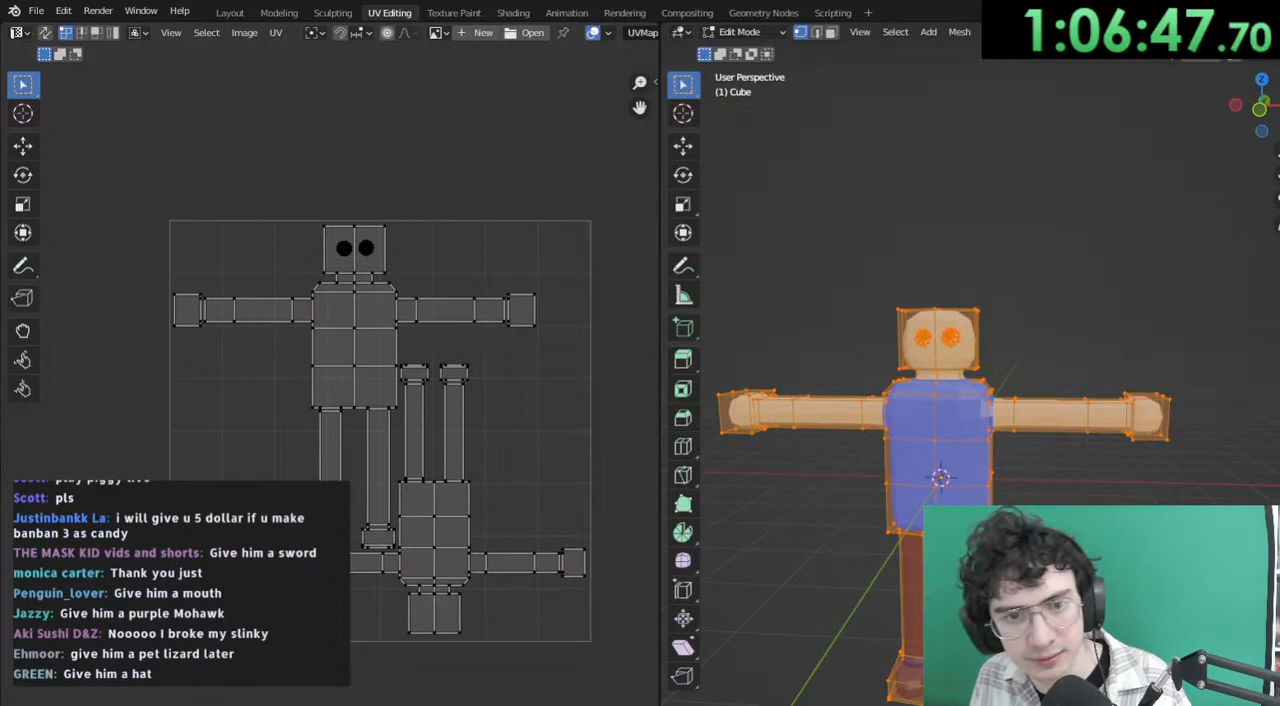 File Edit Render Window Help Layout Modeling Sculpting UV Editing Texture Paint Shading Animation Rendering Compositing Geometry Nodes Scripting +
1:06:47.70
View Select Image UV New Open UVMap
Edit Mode View Select Add Mesh
User Perspective
(1) Cube
Z
Scott: pls
Justinbankk La: i will give u 5 dollar if u make
banban 3 as candy
THE MASK KID vids and shorts: Give him a sword
monica carter: Thank you just
Penguin_lover: Give him a mouth
Jazzy: Give him a purple Mohawk
Aki Sushi D&Z: Nooooo I broke my slinky
Ehmoor: give him a pet lizard later
GREEN: Give him a hat